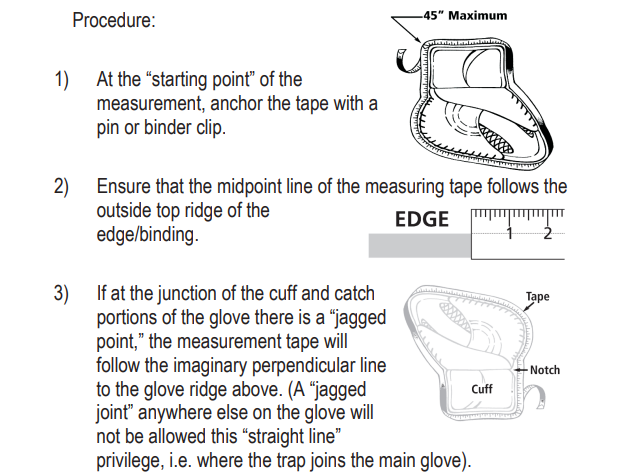 Procedure:
45” Maximum
1) At the “starting point” of the
measurement, anchor the tape with a
pin or binder clip.
2) Ensure that the midpoint line of the measuring tape follows the
outside top ridge of the
edge/binding.
EDGE
1 2
3) If at the junction of the cuff and catch
portions of the glove there is a “jagged
point,” the measurement tape will
follow the imaginary perpendicular line
to the glove ridge above. (A “jagged
joint” anywhere else on the glove will
not be allowed this “straight line”
privilege, i.e. where the trap joins the main glove).
Tape
Notch
Cuff